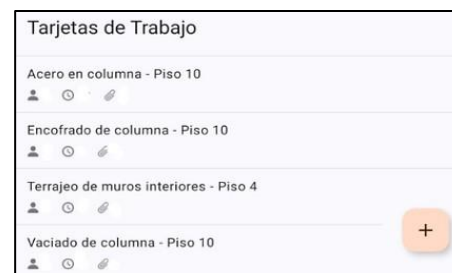 Tarjetas de Trabajo
Acero en columna - Piso 10
Encofrado de columna - Piso 10
Terrajeo de muros interiores - Piso 4
Vaciado de columna - Piso 10